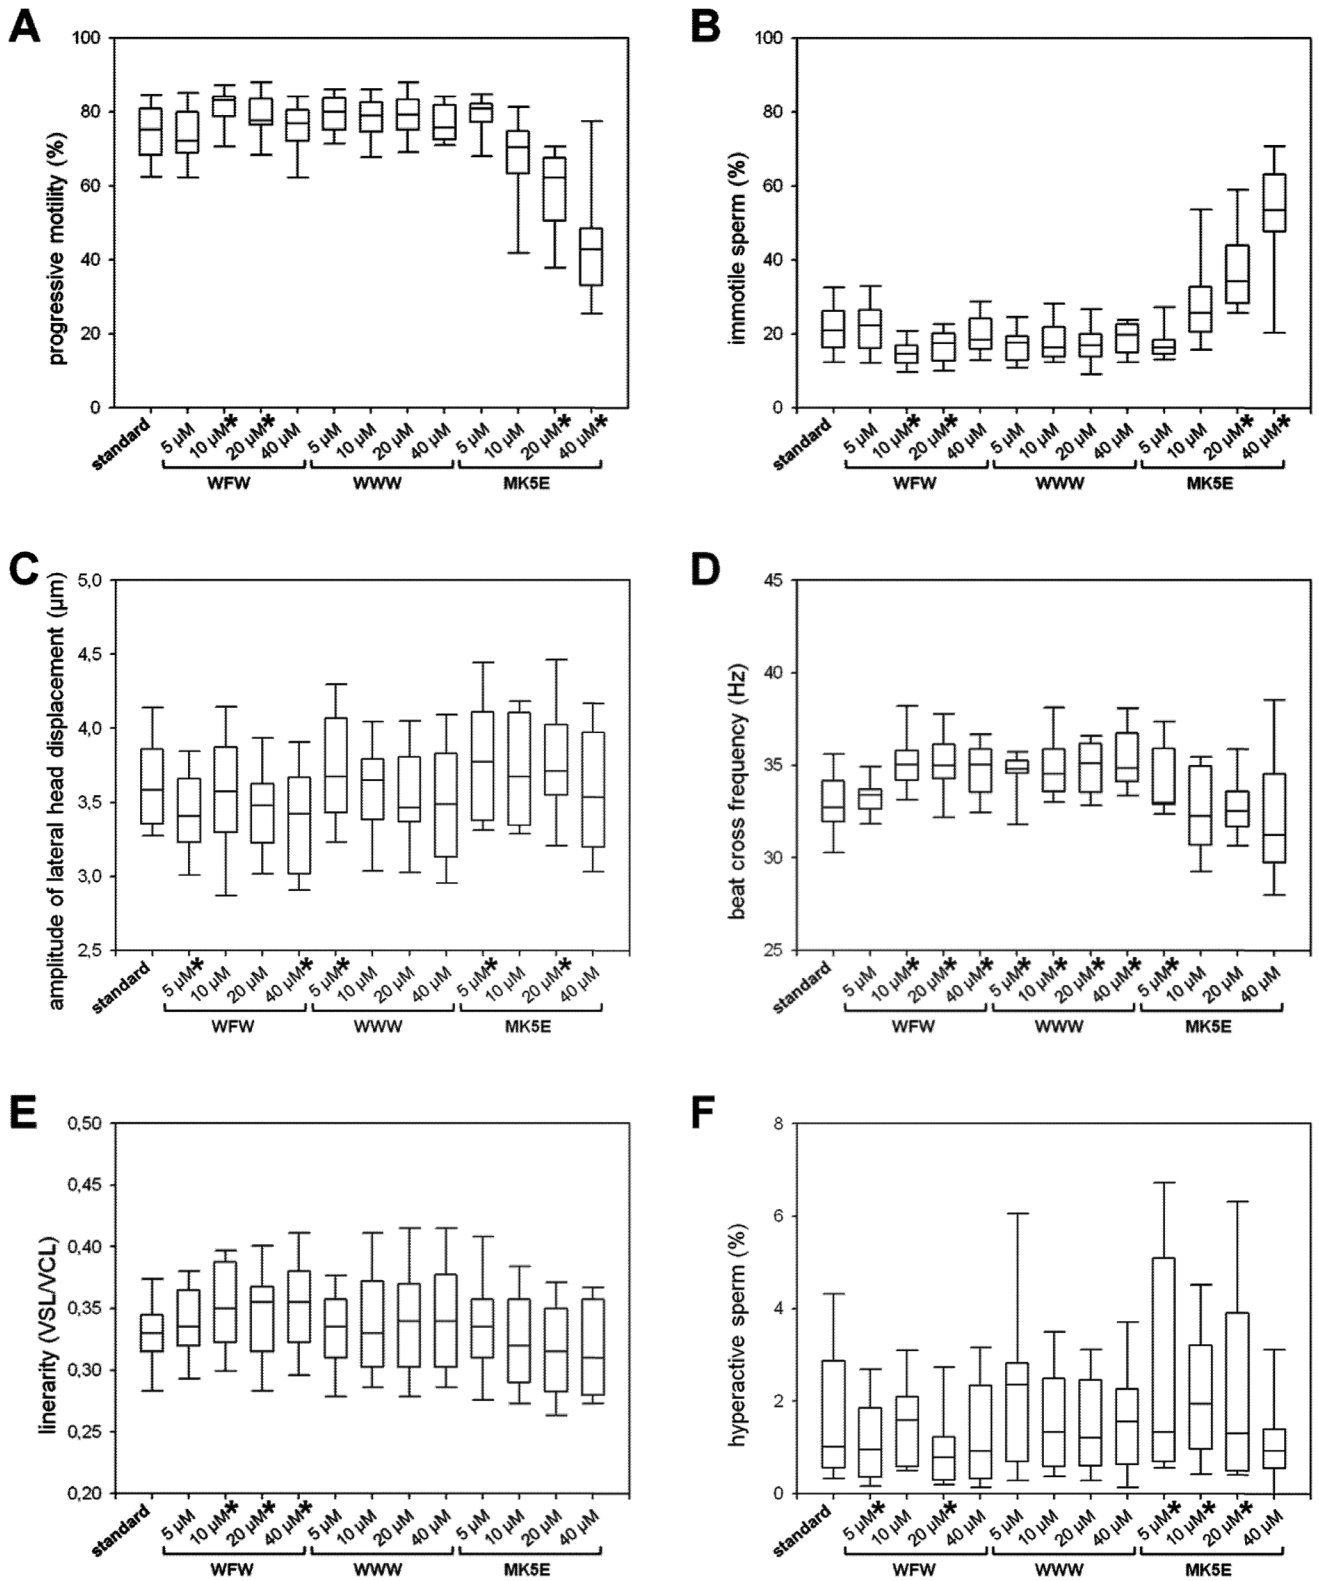 A
progressive motility (%)
100
80
60
40
20
0
standard
5 µM
10 µM*
20 µM*
40 µM
5 µM
10 µM
20 µM
40 µM
5 µM
10 µM
20 µM*
40 µM*
WFW
WWW
MK5E
B
immotile sperm (%)
100
80
60
40
20
0
standard
5 µM
10 µM*
20 µM*
40 µM
5 µM
10 µM
20 µM
40 µM
5 µM
10 µM
20 µM*
40 µM*
WFW
WWW
MK5E
C
amplitude of lateral head displacement (µm)
5,0
4,5
4,0
3,5
3,0
2,5
standard
5 µM*
10 µM
20 µM
40 µM*
5 µM*
10 µM
20 µM
40 µM
5 µM*
10 µM
20 µM*
40 µM
WFW
WWW
MK5E
D
beat cross frequency (Hz)
45
40
35
30
25
standard
5 µM
10 µM*
20 µM*
40 µM*
5 µM*
10 µM*
20 µM*
40 µM*
5 µM*
10 µM
20 µM
40 µM
WFW
WWW
MK5E
E
linerarity (VSL/VCL)
0,50
0,45
0,40
0,35
0,30
0,25
0,20
standard
5 µM
10 µM*
20 µM*
40 µM*
5 µM
10 µM
20 µM
40 µM
5 µM
10 µM
20 µM
40 µM
WFW
WWW
MK5E
F
hyperactive sperm (%)
8
6
4
2
0
standard
5 µM*
10 µM
20 µM*
40 µM
5 µM
10 µM
20 µM
40 µM
5 µM*
10 µM*
20 µM*
40 µM
WFW
WWW
MK5E